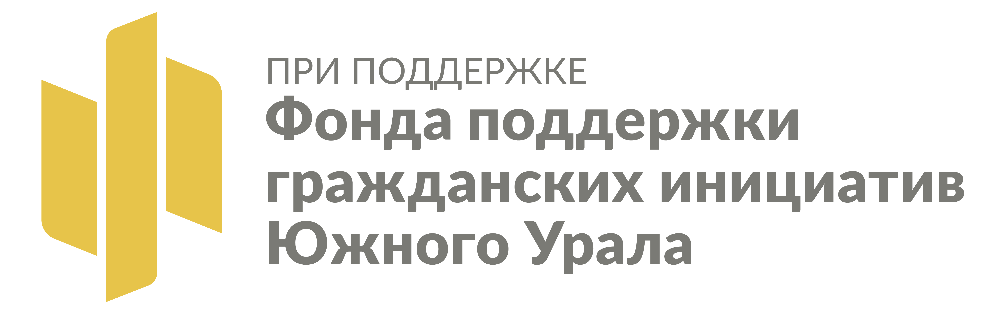 ПРИ ПОДДЕРЖКЕ
Фонда поддержки
гражданских инициатив
Южного Урала